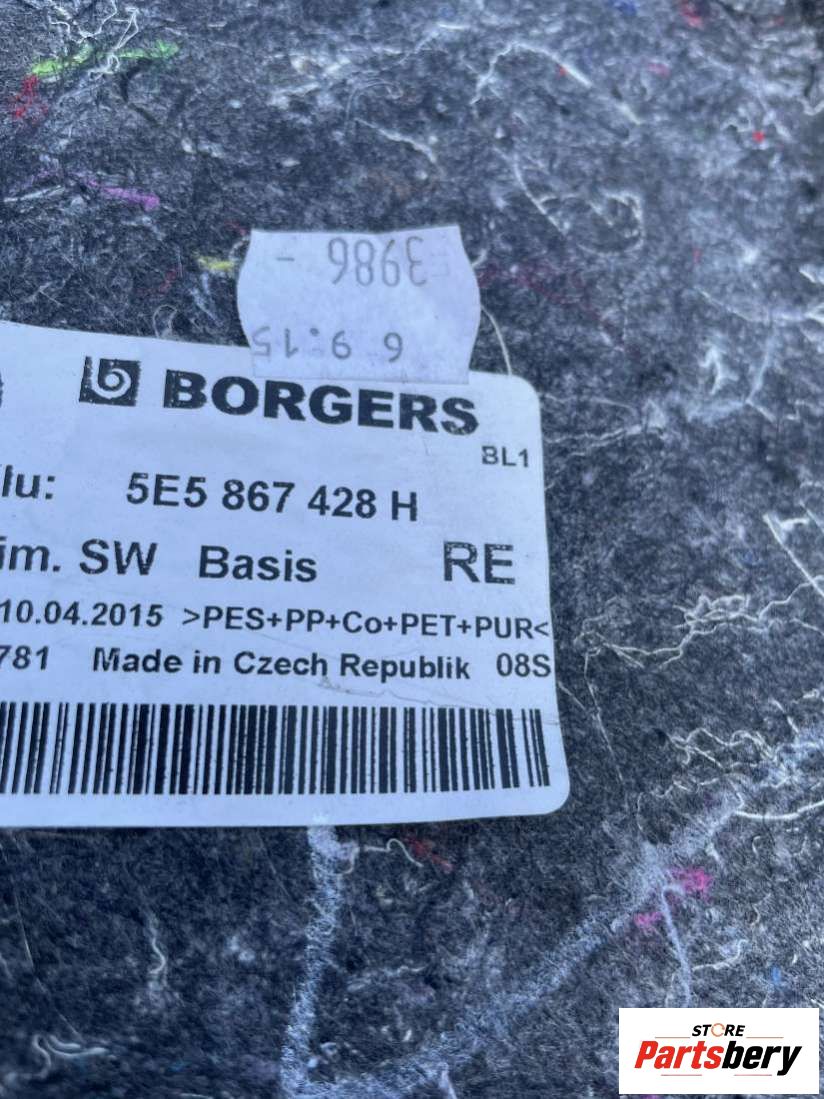 3986 -
6 9.15
BORGERS
BL1
lu: 5E5 867 428 H
im. SW Basis RE
10.04.2015 >PES+PP+Co+PET+PUR<
781 Made in Czech Republik 08S
STORE
Partsbery